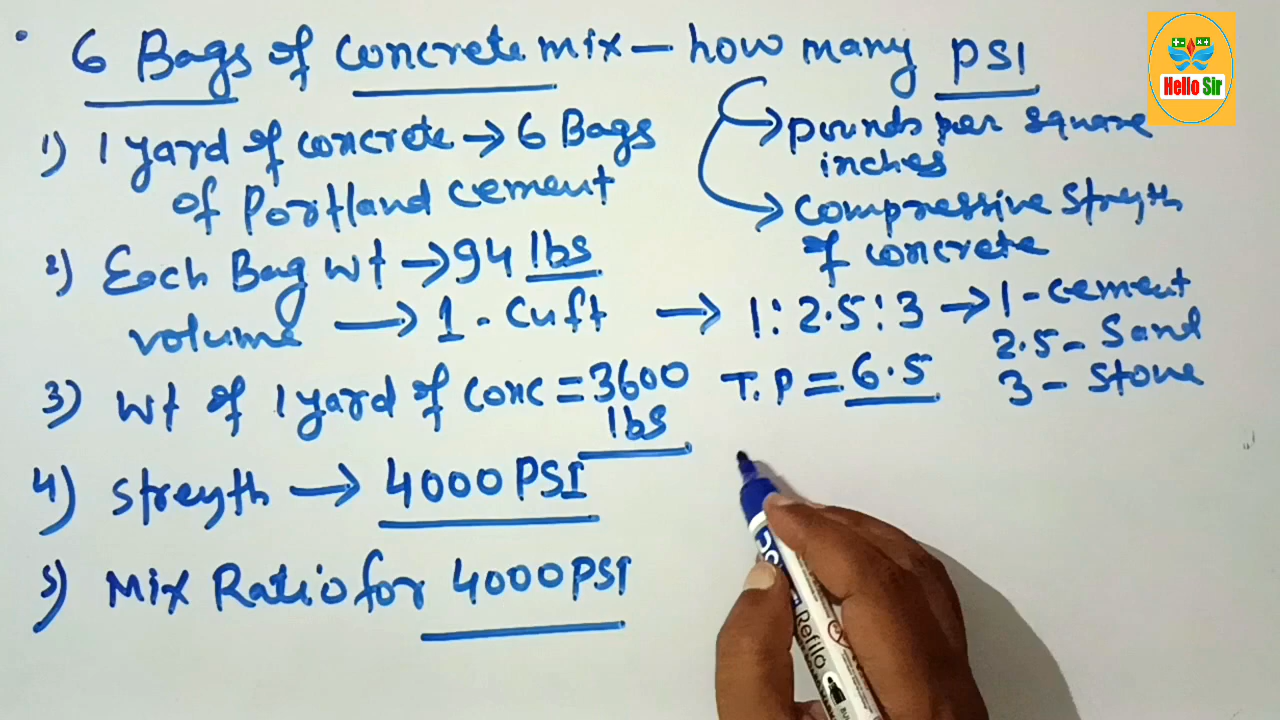 6 Bags of concrete mix — how many PSI
1) 1 yard of concrete → 6 Bags
of Portland cement
→ pounds per square
inches
→ compressive streyth
of concrete
2) Each Bag wt → 94 lbs
volume → 1 - Cuft → 1:2.5:3 → 1 - cement
2.5 - Sand
3 - Stone
T.P = 6.5
3) wt of 1 yard of conc = 3600
lbs
4) streyth → 4000 PSI
5) Mix Ratio for 4000 PSI
Hello Sir
Refilo